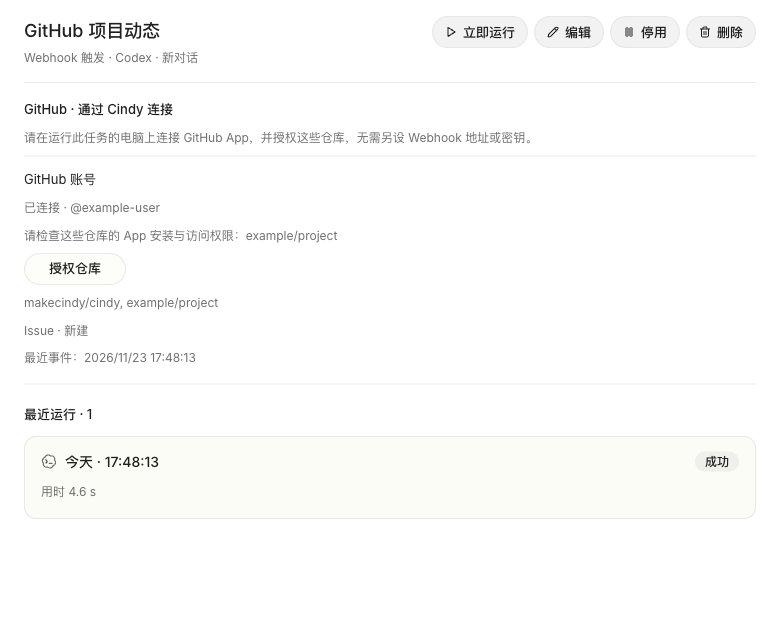 GitHub 项目动态
立即运行
编辑
停用
删除
Webhook 触发 · Codex · 新对话
GitHub · 通过 Cindy 连接
请在运行此任务的电脑上连接 GitHub App，并授权这些仓库，无需另设 Webhook 地址或密钥。
GitHub 账号
已连接 · @example-user
请检查这些仓库的 App 安装与访问权限：example/project
授权仓库
makecindy/cindy, example/project
Issue · 新建
最近事件：2026/11/23 17:48:13
最近运行 · 1
今天 · 17:48:13
成功
用时 4.6 s